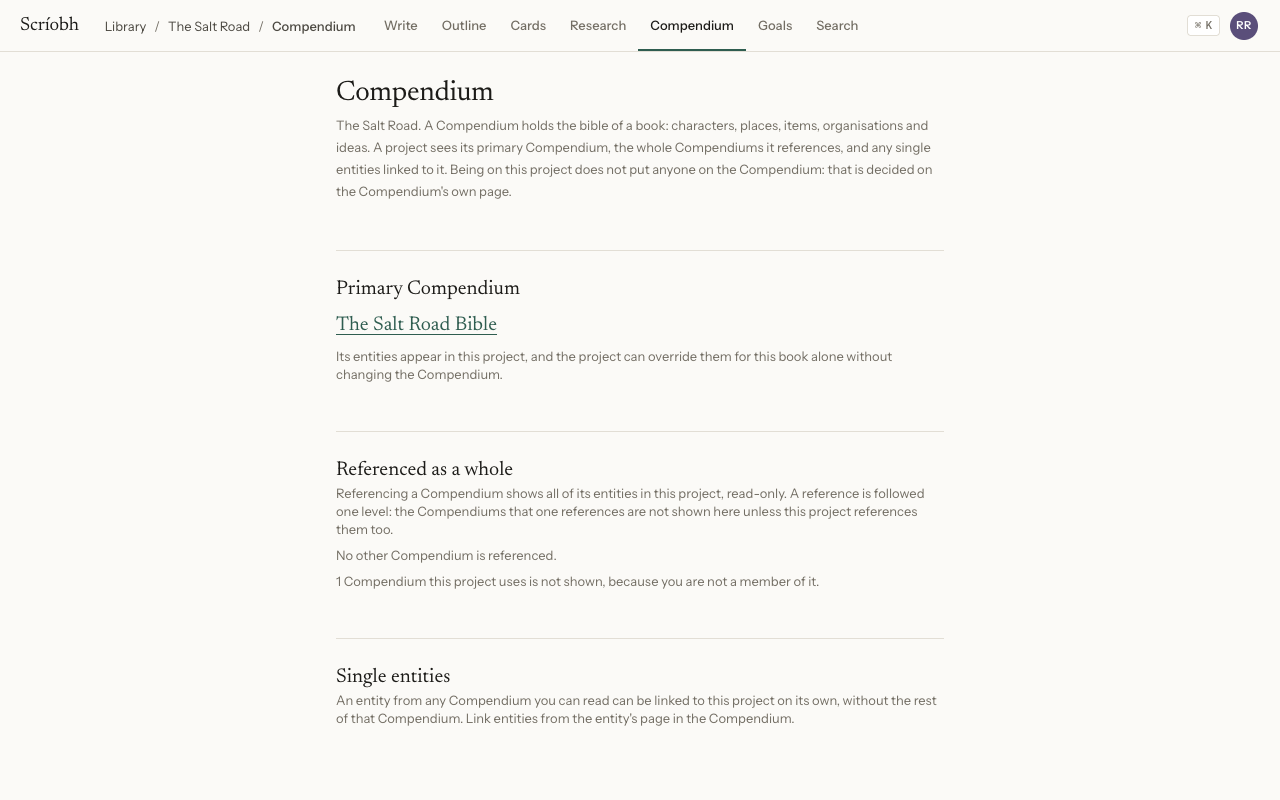 Scríobh
Library / The Salt Road / Compendium
Write
Outline
Cards
Research
Compendium
Goals
Search
⌘ K
RR
Compendium
The Salt Road. A Compendium holds the bible of a book: characters, places, items, organisations and
ideas. A project sees its primary Compendium, the whole Compendiums it references, and any single
entities linked to it. Being on this project does not put anyone on the Compendium: that is decided on
the Compendium's own page.
Primary Compendium
The Salt Road Bible
Its entities appear in this project, and the project can override them for this book alone without
changing the Compendium.
Referenced as a whole
Referencing a Compendium shows all of its entities in this project, read-only. A reference is followed
one level: the Compendiums that one references are not shown here unless this project references
them too.
No other Compendium is referenced.
1 Compendium this project uses is not shown, because you are not a member of it.
Single entities
An entity from any Compendium you can read can be linked to this project on its own, without the rest
of that Compendium. Link entities from the entity's page in the Compendium.